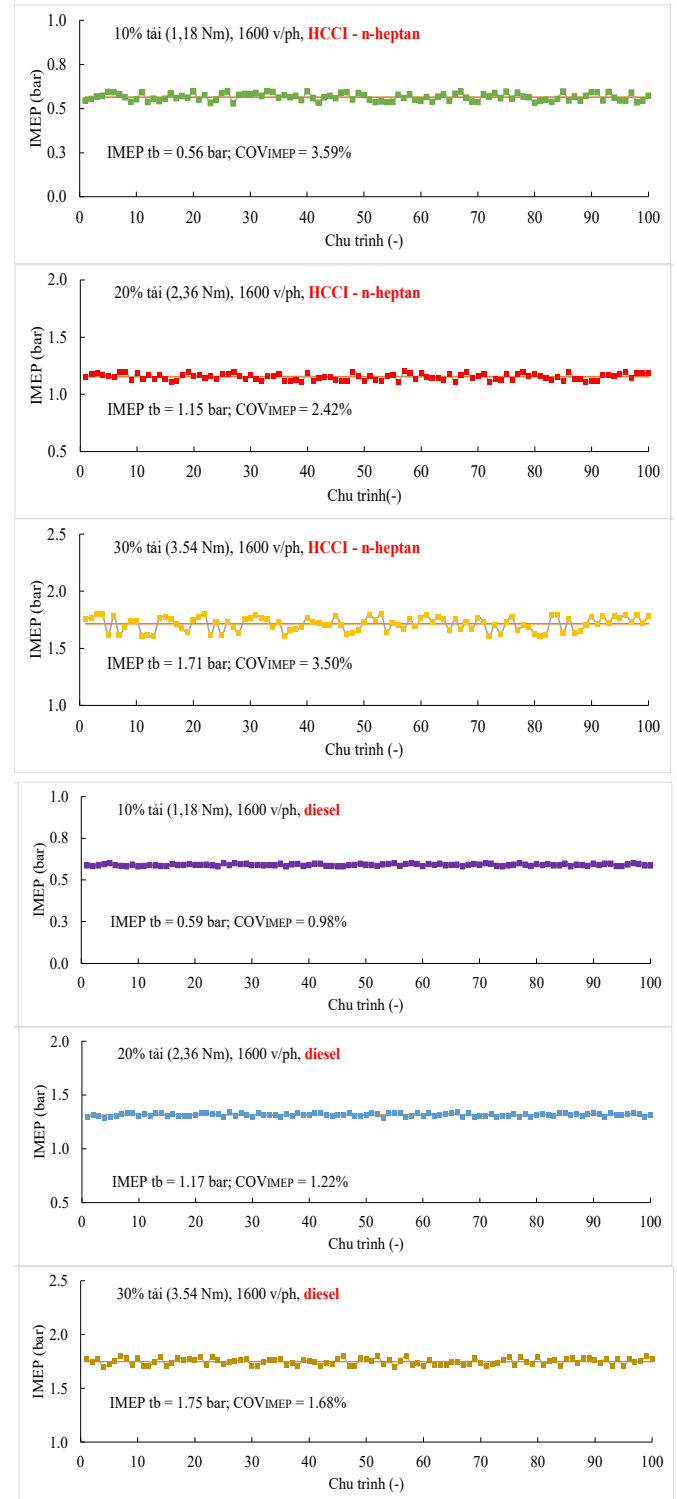 10% tải (1,18 Nm), 1600 v/ph, HCCI - n-heptan
IMEP (bar)
1.0
0.8
0.5
0.3
0.0
IMEP tb = 0.56 bar; COVIMEP = 3.59%
0 10 20 30 40 50 60 70 80 90 100
Chu trình (-)
20% tải (2,36 Nm), 1600 v/ph, HCCI - n-heptan
IMEP (bar)
2.0
1.5
1.0
0.5
IMEP tb = 1.15 bar; COVIMEP = 2.42%
0 10 20 30 40 50 60 70 80 90 100
Chu trình(-)
30% tải (3.54 Nm), 1600 v/ph, HCCI - n-heptan
IMEP (bar)
2.5
2.0
1.5
1.0
IMEP tb = 1.71 bar; COVIMEP = 3.50%
0 10 20 30 40 50 60 70 80 90 100
Chu trình (-)
10% tải (1,18 Nm), 1600 v/ph, diesel
IMEP (bar)
1.0
0.8
0.5
0.3
0.0
IMEP tb = 0.59 bar; COVIMEP = 0.98%
0 10 20 30 40 50 60 70 80 90 100
Chu trình (-)
20% tải (2,36 Nm), 1600 v/ph, diesel
IMEP (bar)
2.0
1.5
1.0
0.5
IMEP tb = 1.17 bar; COVIMEP = 1.22%
0 10 20 30 40 50 60 70 80 90 100
Chu trình (-)
30% tải (3.54 Nm), 1600 v/ph, diesel
IMEP (bar)
2.5
2.0
1.5
1.0
IMEP tb = 1.75 bar; COVIMEP = 1.68%
0 10 20 30 40 50 60 70 80 90 100
Chu trình (-)